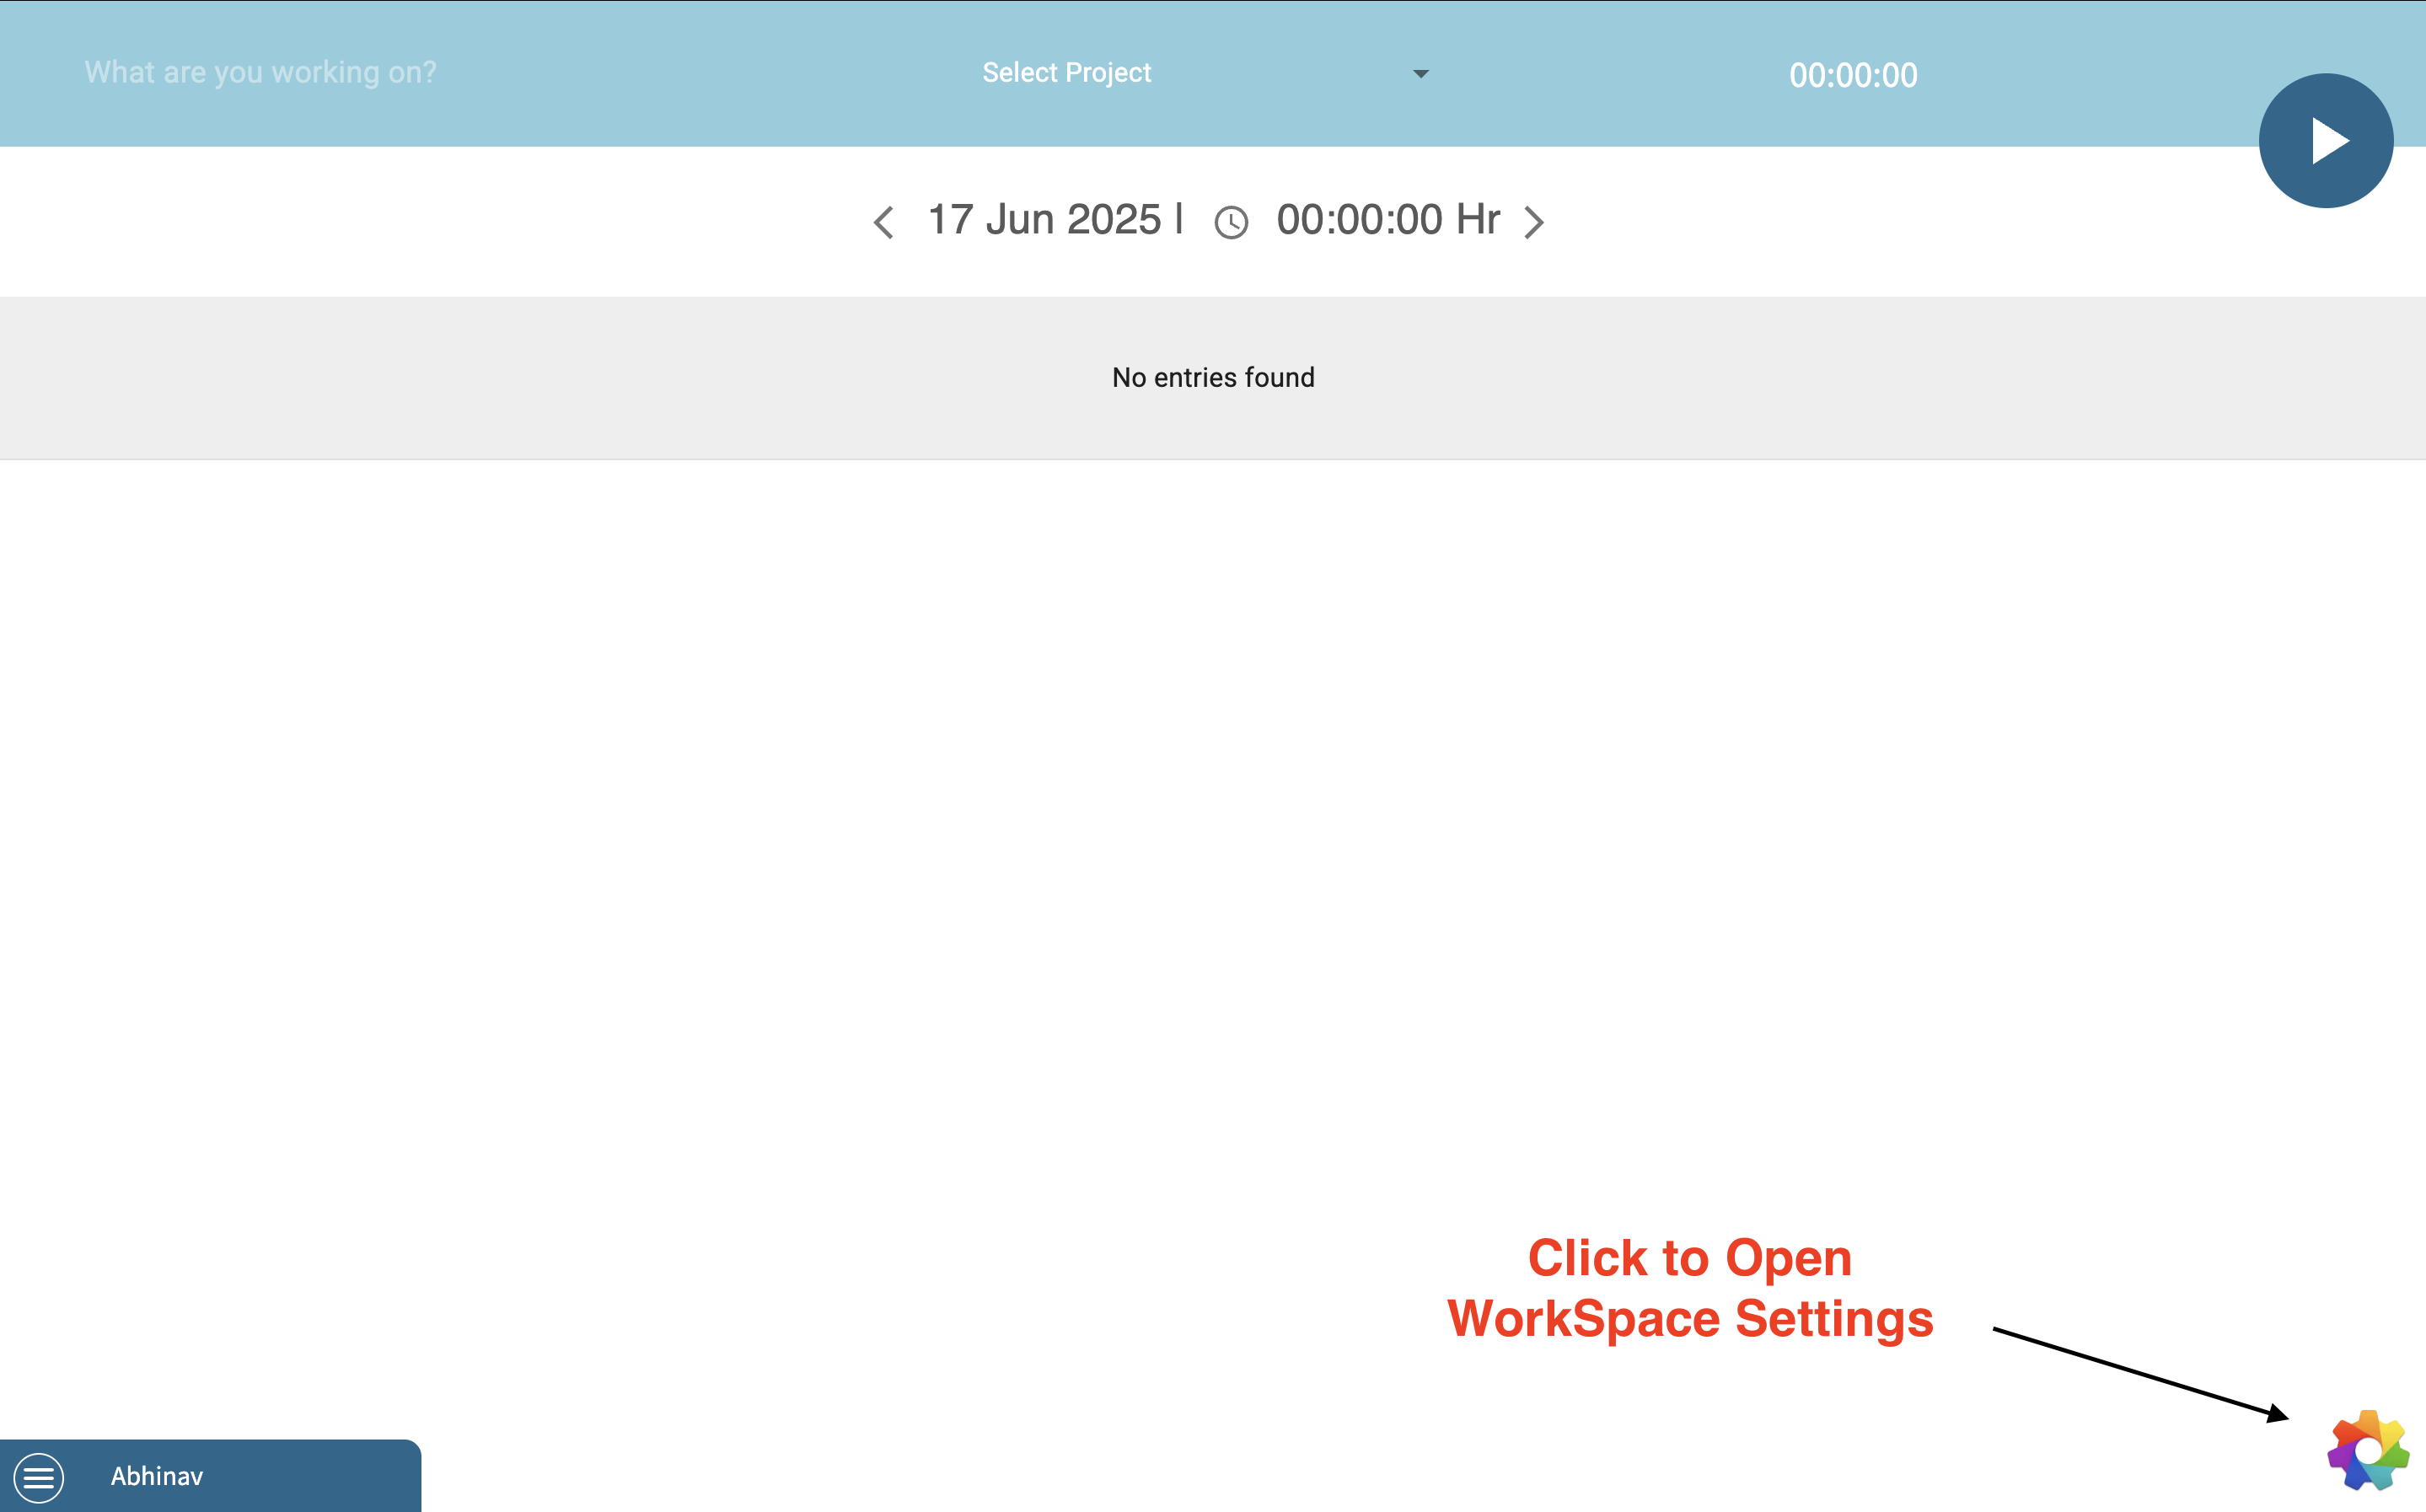 What are you working on?
Select Project
00:00:00
17 Jun 2025 | 00:00:00 Hr
No entries found
Click to Open
WorkSpace Settings
Abhinav